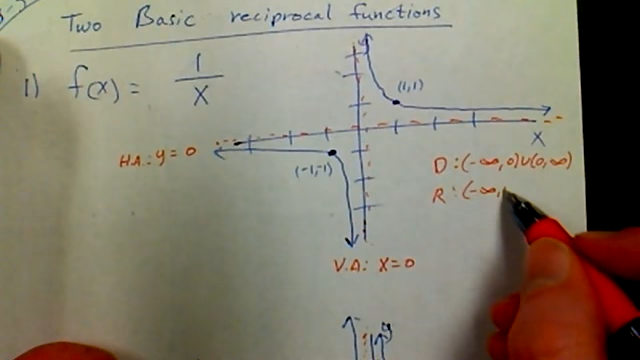 Two Basic reciprocal functions
1) f(x) = 1/x
(1,1)
X
H.A: y = 0
(-1,-1)
D: (-∞,0)∪(0,∞)
R: (-∞,
V.A: X=0
y